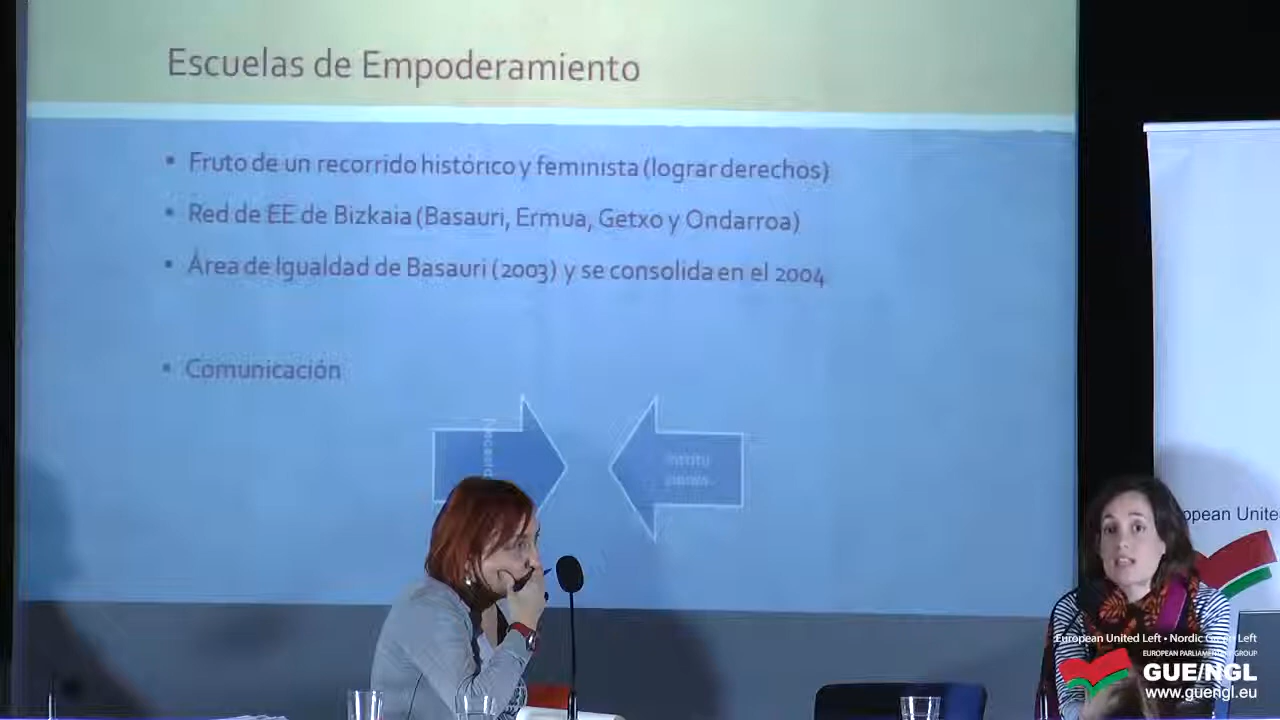 Escuelas de Empoderamiento
• Fruto de un recorrido histórico y feminista (lograr derechos)
• Red de EE de Bizkaia (Basauri, Ermua, Getxo y Ondarroa)
• Área de Igualdad de Basauri (2003) y se consolida en el 2004
• Comunicación
European United Left • Nordic Green Left
EUROPEAN PARLIAMENTARY GROUP
GUE/NGL
www.guengl.eu